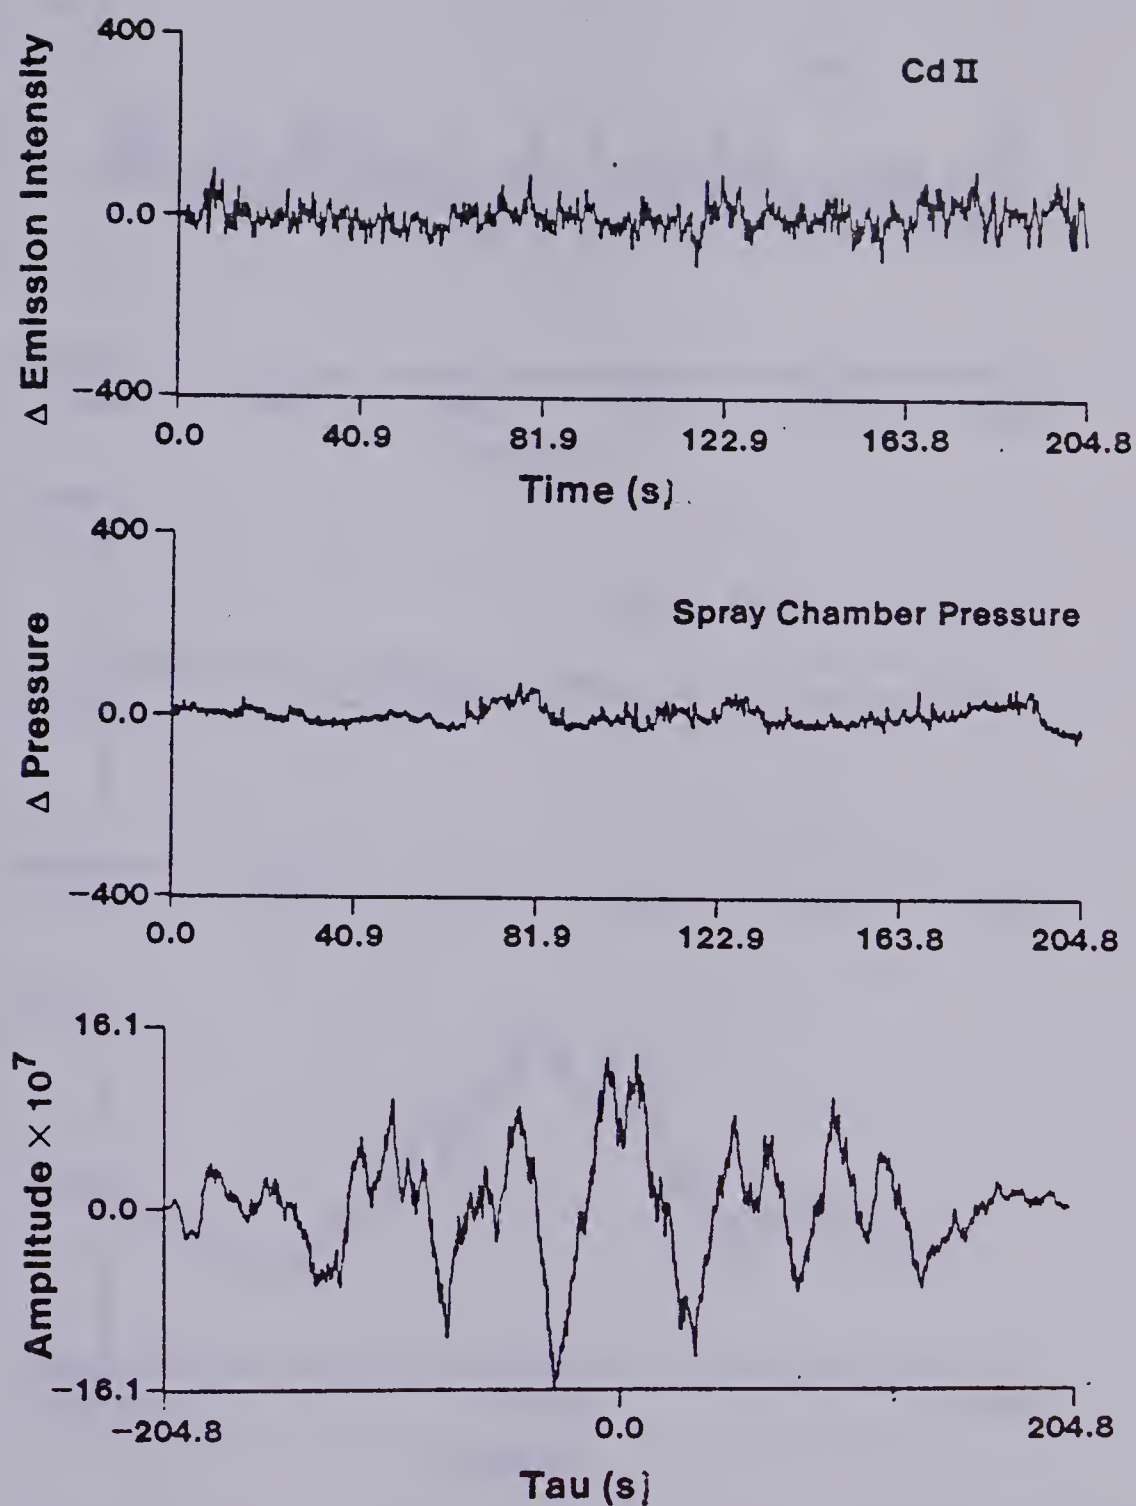 400
Cd II
Δ Emission Intensity
0.0
−400
0.0 40.9 81.9 122.9 163.8 204.8
Time (s)
400
Spray Chamber Pressure
Δ Pressure
0.0
−400
0.0 40.9 81.9 122.9 163.8 204.8
16.1
Amplitude × 10⁷
0.0
−16.1
−204.8 0.0 204.8
Tau (s)